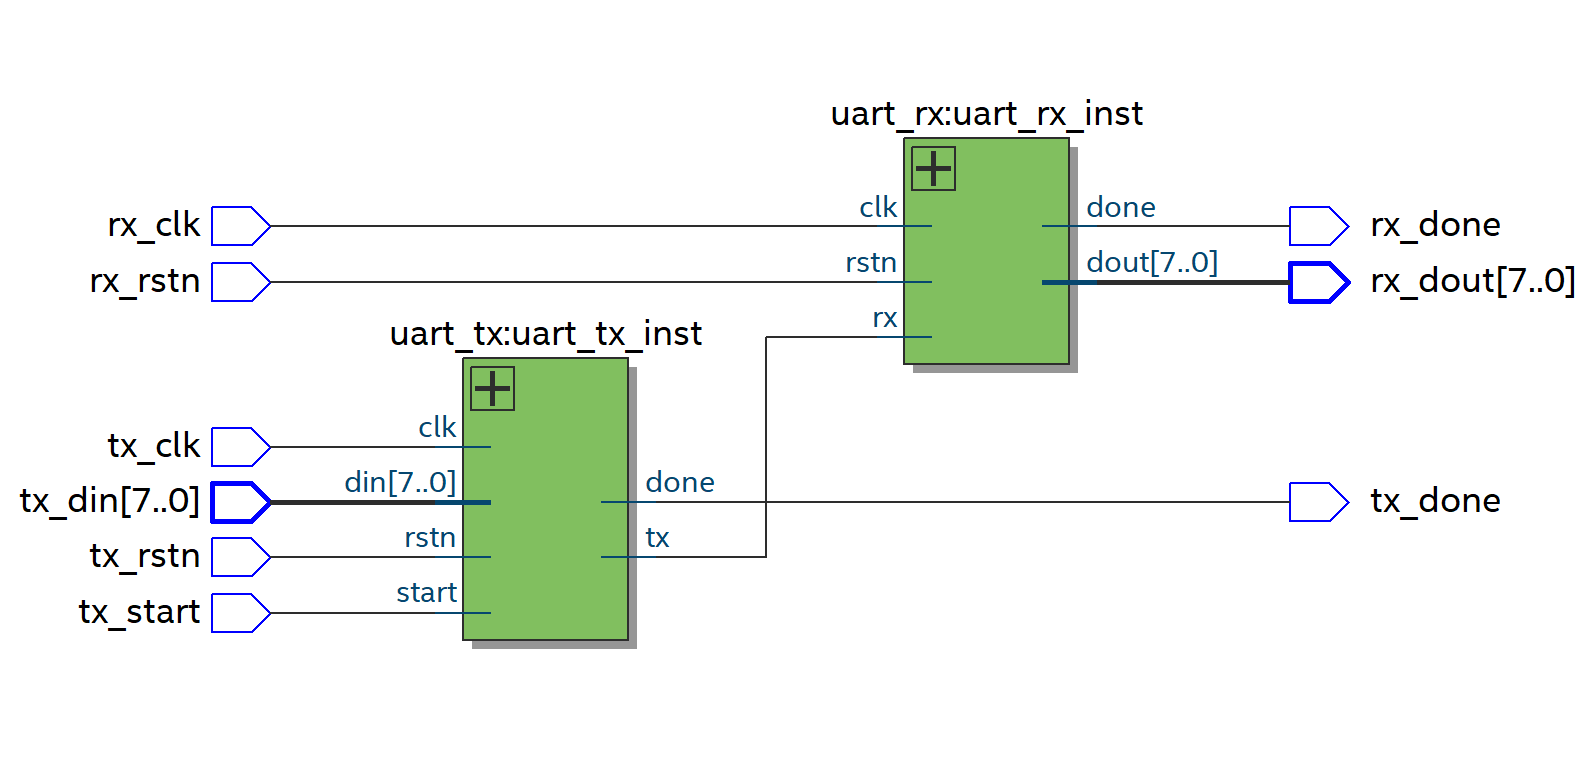 uart_rx:uart_rx_inst
rx_clk
clk
done
rx_done
rx_rstn
rstn
dout[7..0]
rx_dout[7..0]
rx
uart_tx:uart_tx_inst
tx_clk
clk
tx_din[7..0]
din[7..0]
done
tx_done
tx_rstn
rstn
tx
tx_start
start